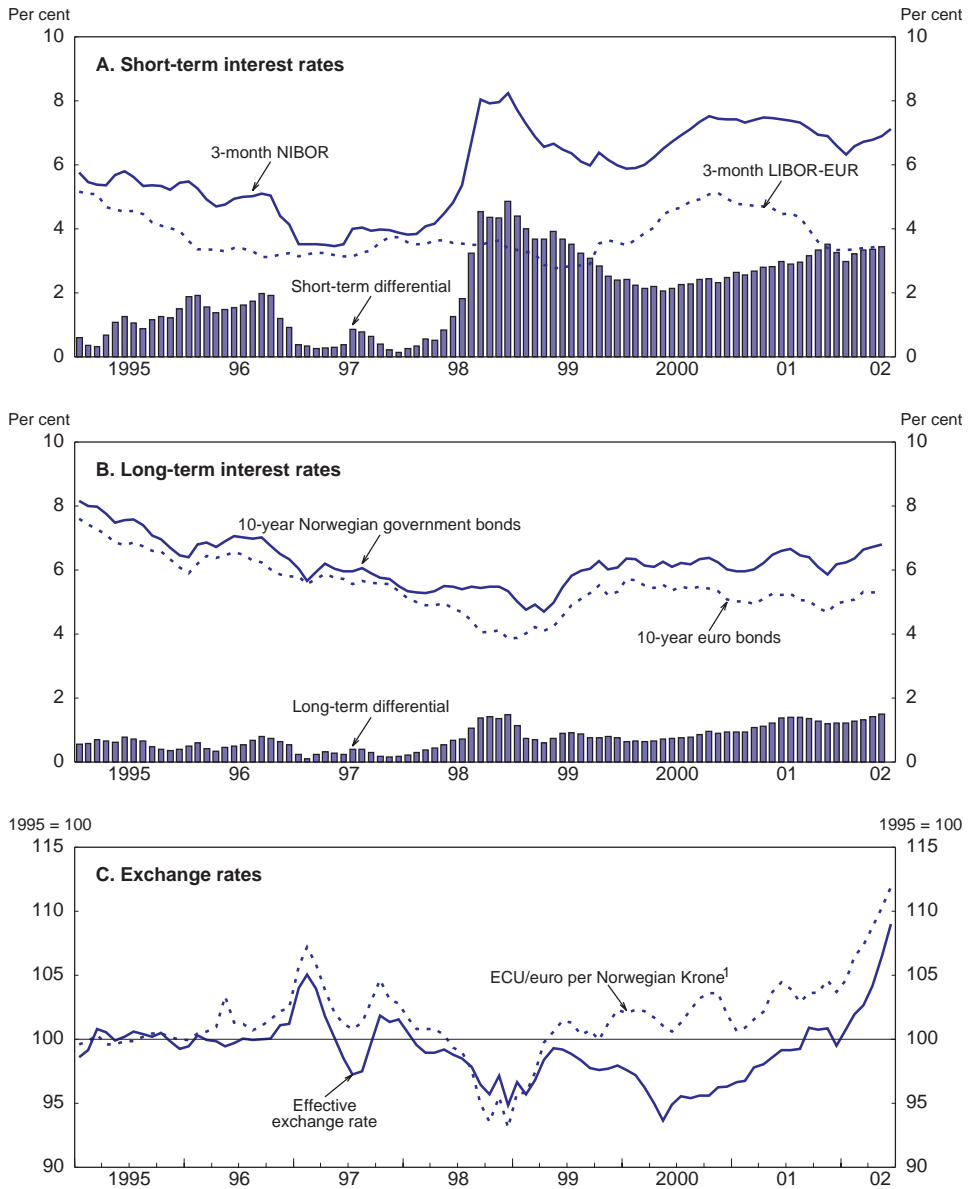 Per cent Per cent
10 10
A. Short-term interest rates
8 8
3-month NIBOR
3-month LIBOR-EUR
6 6
4 4
Short-term differential
2 2
0 0
1995 96 97 98 99 2000 01 02
Per cent Per cent
10 10
B. Long-term interest rates
8 8
10-year Norwegian government bonds
6 6
4 4
10-year euro bonds
2 2
Long-term differential
0 0
1995 96 97 98 99 2000 01 02
1995 = 100 1995 = 100
115 115
C. Exchange rates
110 110
105 105
ECU/euro per Norwegian Krone¹
100 100
95 95
Effective
exchange rate
90 90
1995 96 97 98 99 2000 01 02